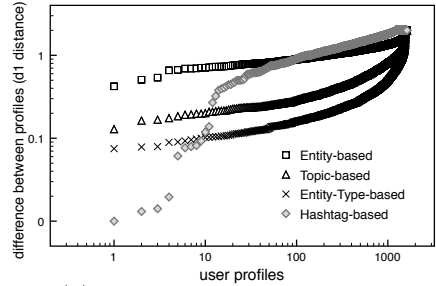 difference between profiles (d1 distance)
1
0.1
0
Entity-based
Topic-based
Entity-Type-based
Hashtag-based
1 10 100 1000
user profiles